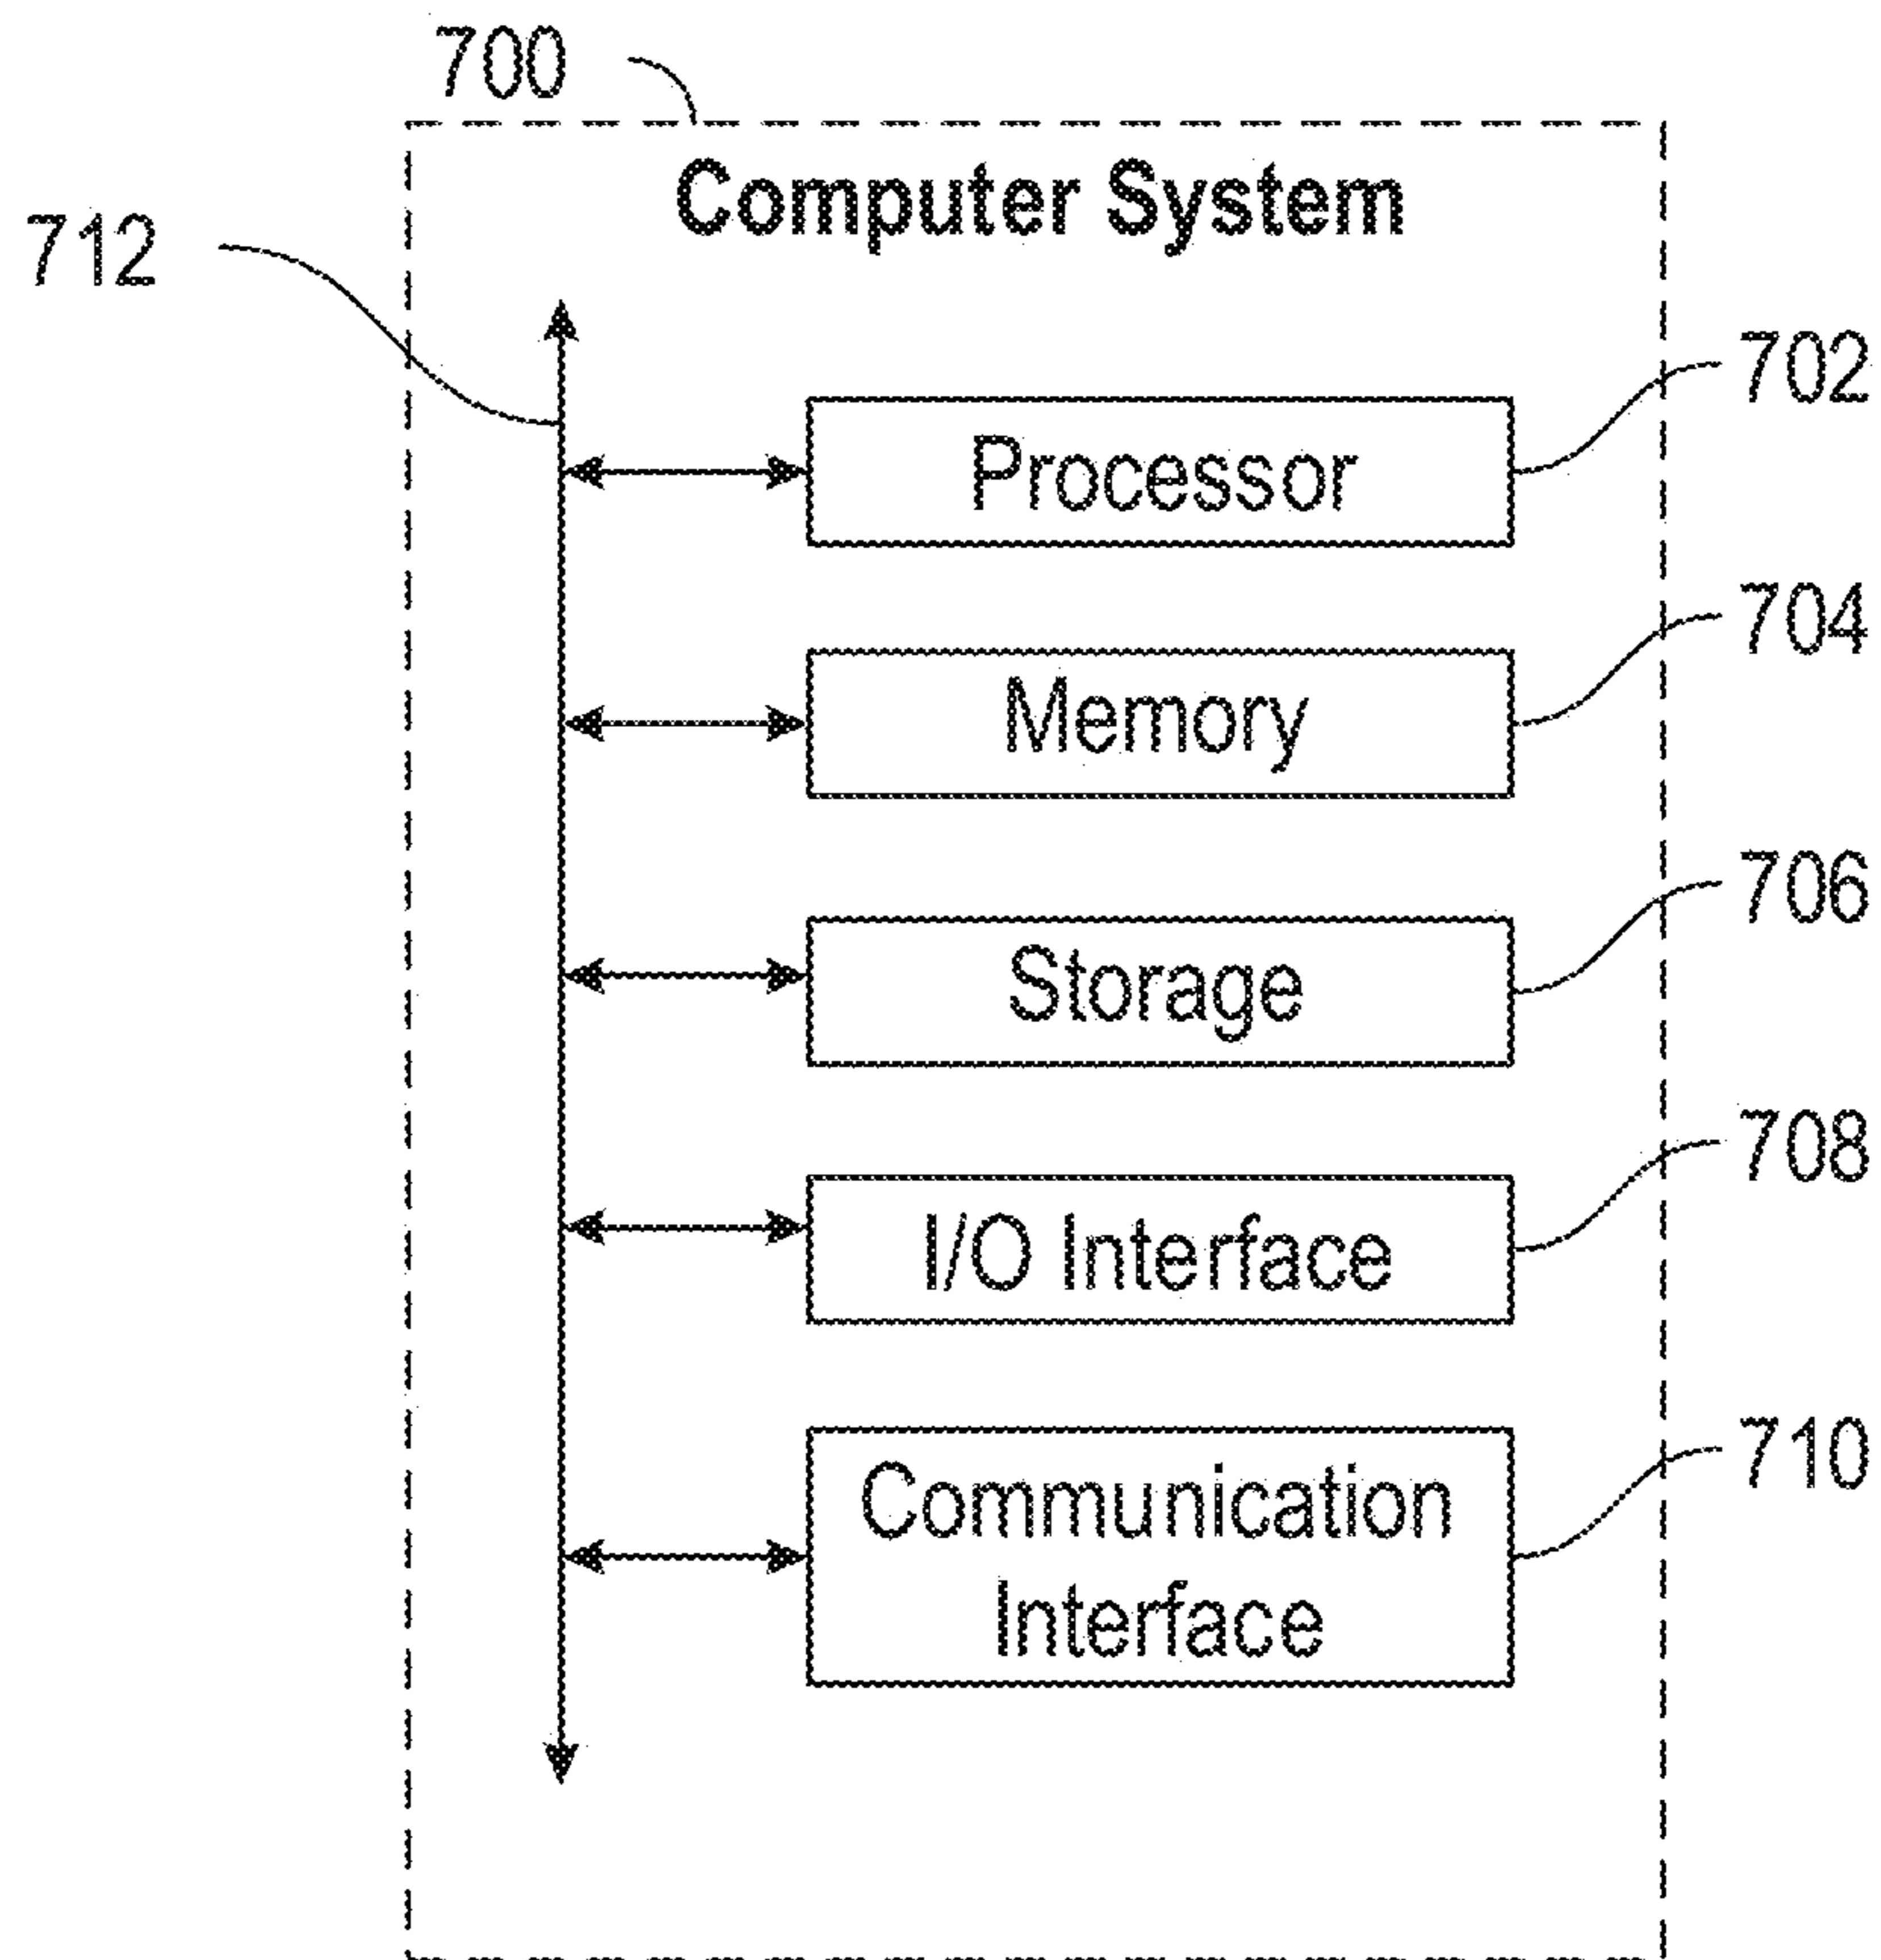 700
Computer System
712
702
Processor
704
Memory
706
Storage
708
I/O Interface
710
Communication
Interface